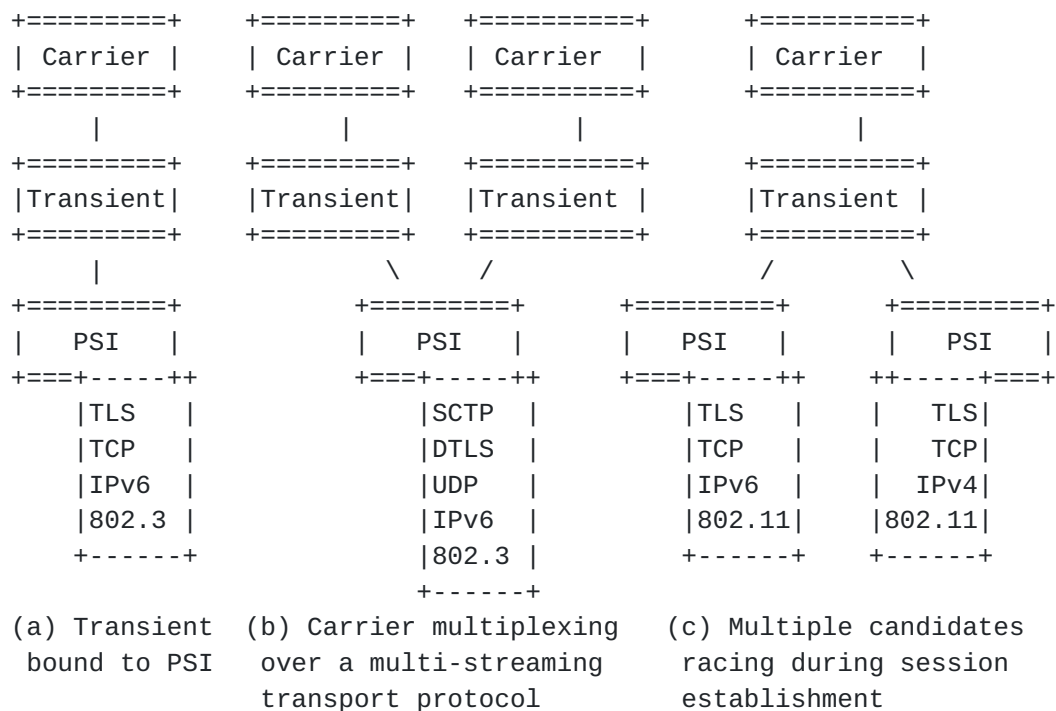 +=========+    +=========+   +==========+      +==========+
| Carrier |    | Carrier |   | Carrier  |      | Carrier  |
+=========+    +=========+   +==========+      +==========+
     |               |             |                |
+=========+    +=========+   +==========+      +==========+
|Transient|    |Transient|   |Transient |      |Transient |
+=========+    +=========+   +==========+      +==========+
     |                \     /                /       \
+=========+          +=========+      +=========+      +=========+
|   PSI   |          |   PSI   |      |   PSI   |      |   PSI   |
+===+-----++         +===+-----++     +===+-----++    ++-----+===+
    |TLS   |             |SCTP  |         |TLS   |    |   TLS|
    |TCP   |             |DTLS  |         |TCP   |    |   TCP|
    |IPv6  |             |UDP   |         |IPv6  |    |  IPv4|
    |802.3 |             |IPv6  |         |802.11|    |802.11|
    +------+             |802.3 |         +------+    +------+
                         +------+
(a) Transient  (b) Carrier multiplexing   (c) Multiple candidates
 bound to PSI   over a multi-streaming     racing during session
                transport protocol         establishment